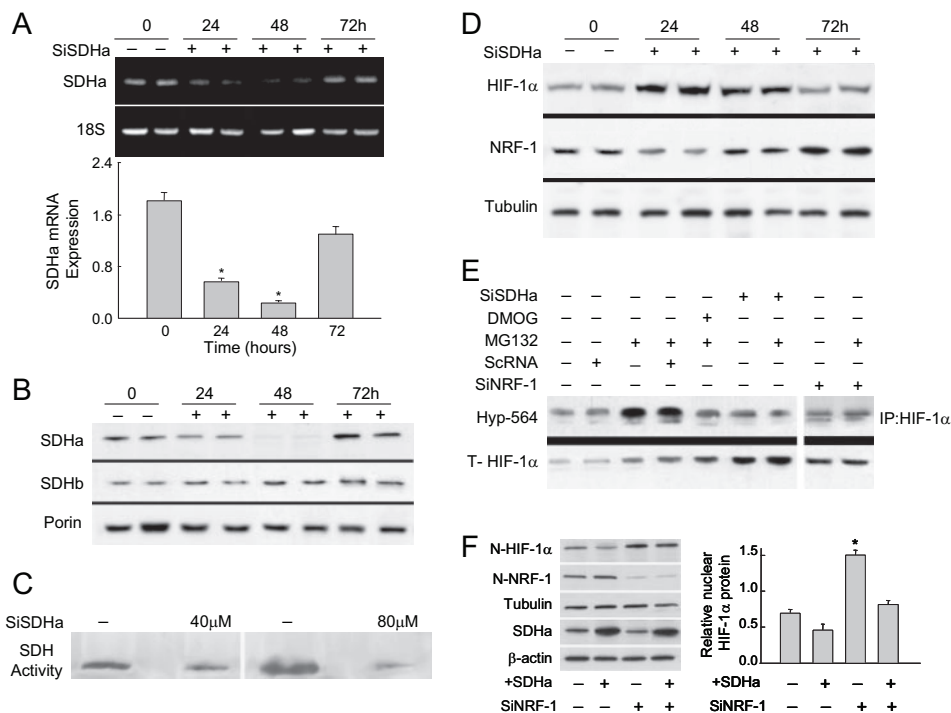 A
0 24 48 72h
SiSDHa – – + + + + + +
SDHa
18S
2.4
1.6
0.8
0.0
SDHa mRNA
Expression
* *
0 24 48 72
Time (hours)
B
0 24 48 72h
– – + + + + + +
SDHa
SDHb
Porin
C
SiSDHa – 40μM – 80μM
SDH
Activity
D
0 24 48 72h
SiSDHa – – + + + + + +
HIF-1α
NRF-1
Tubulin
E
SiSDHa – – – – – + + – –
DMOG – – – – + – – – –
MG132 – – + + + – + – +
ScRNA – + – + – – – – –
SiNRF-1 – – – – – – – + +
Hyp-564 IP:HIF-1α
T- HIF-1α
F
N-HIF-1α
N-NRF-1
Tubulin
SDHa
β-actin
+SDHa – + – +
SiNRF-1 – – + +
Relative nuclear
HIF-1α protein
1.5
1.0
0.5
0.0
*
+SDHa – + – +
SiNRF-1 – – + +